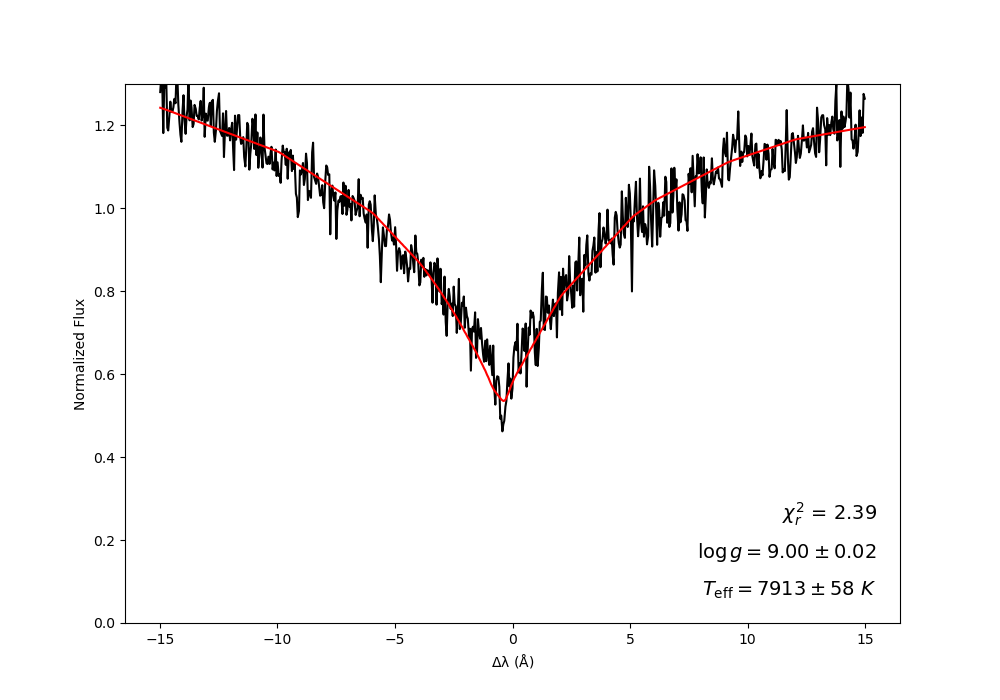 Normalized Flux
1.2
1.0
0.8
0.6
0.4
0.2
0.0
χ²ᵣ = 2.39
log g = 9.00 ± 0.02
T_eff = 7913 ± 58 K
−15
−10
−5
0
5
10
15
Δλ (Å)